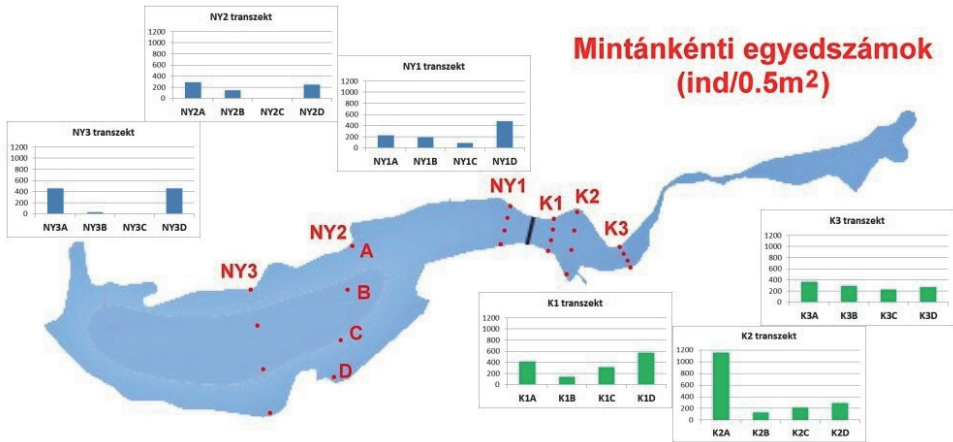 NY2 transzekt
1200
1000
800
600
400
200
0
NY2A NY2B NY2C NY2D
NY1 transzekt
1200
1000
800
600
400
200
0
NY1A NY1B NY1C NY1D
Mintánkénti egyedszámok
(ind/0.5m²)
NY3 transzekt
1200
1000
800
600
400
200
0
NY3A NY3B NY3C NY3D
NY1
K1
K2
K3
NY2
A
NY3
B
C
D
K3 transzekt
1200
1000
800
600
400
200
0
K3A K3B K3C K3D
K1 transzekt
1200
1000
800
600
400
200
0
K1A K1B K1C K1D
K2 transzekt
1200
1000
800
600
400
200
0
K2A K2B K2C K2D